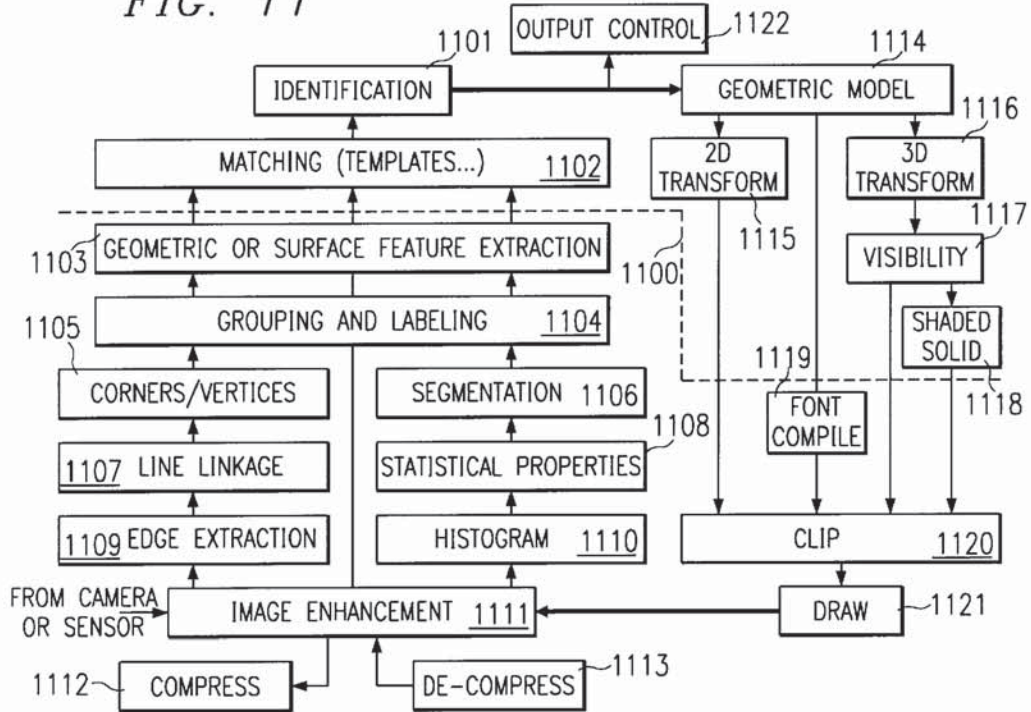 FIG. 11
OUTPUT CONTROL
1122
1101
IDENTIFICATION
1114
GEOMETRIC MODEL
MATCHING (TEMPLATES...) 1102
2D
TRANSFORM
1115
1116
3D
TRANSFORM
1103
GEOMETRIC OR SURFACE FEATURE EXTRACTION
1100
1117
VISIBILITY
GROUPING AND LABELING 1104
SHADED
SOLID
1118
1105
CORNERS/VERTICES
SEGMENTATION 1106
1119
FONT
COMPILE
1107 LINE LINKAGE
1108
STATISTICAL PROPERTIES
1109 EDGE EXTRACTION
HISTOGRAM 1110
CLIP 1120
FROM CAMERA
OR SENSOR
IMAGE ENHANCEMENT 1111
DRAW
1121
1112
COMPRESS
DE-COMPRESS
1113